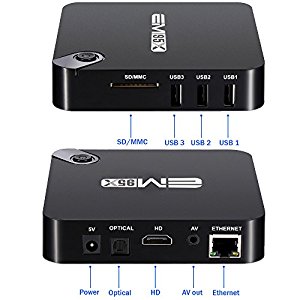 EM95X
SD/MMC USB3 USB2 USB1
SD/MMC USB 3 USB 2 USB 1
EM95X
5V OPTICAL HD AV ETHERNET
Power Optical HD AV out Ethernet